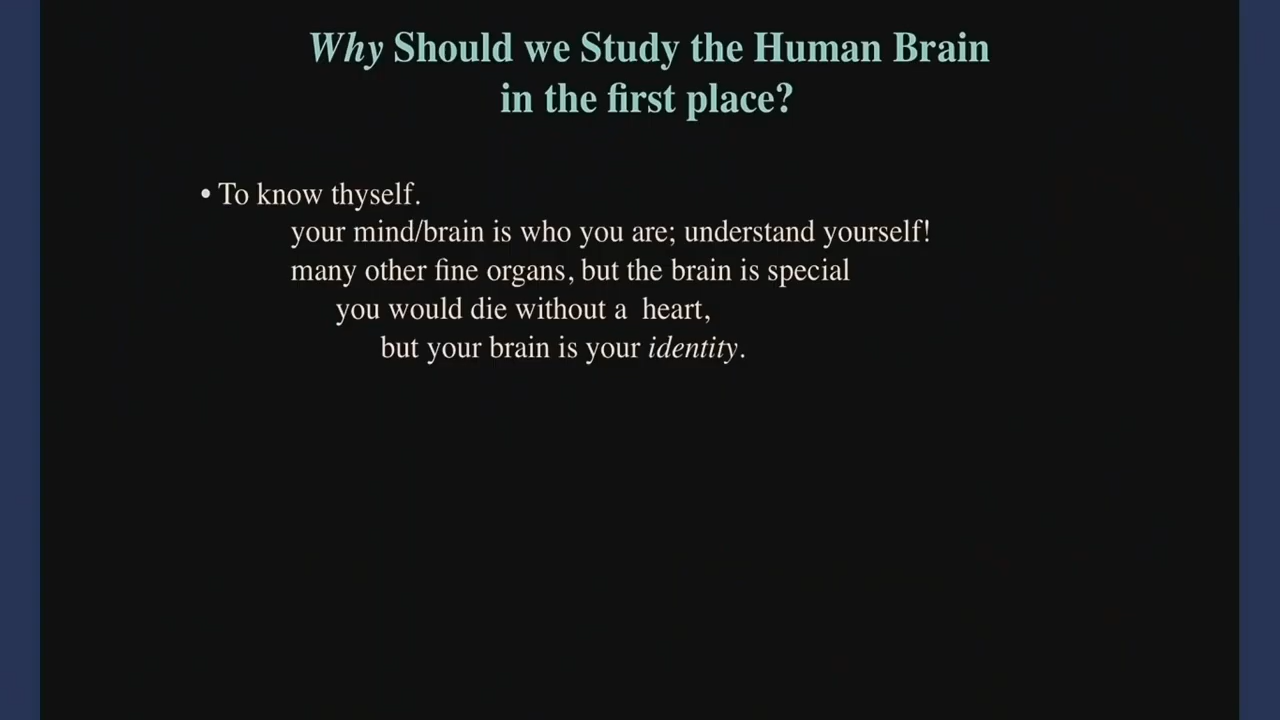 Why Should we Study the Human Brain
in the first place?
• To know thyself.
your mind/brain is who you are; understand yourself!
many other fine organs, but the brain is special
you would die without a  heart,
but your brain is your identity.